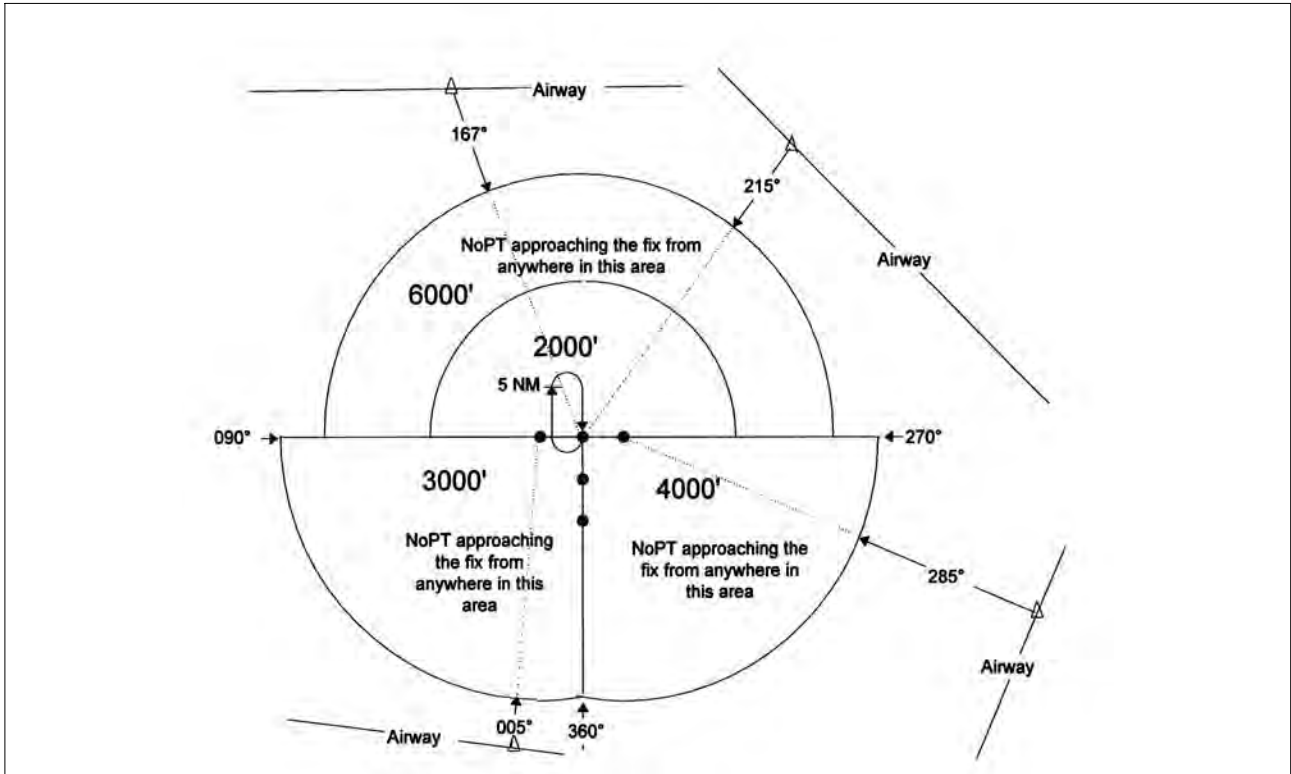 Airway
167°
215°
NoPT approaching the fix from
anywhere in this area
Airway
6000'
2000'
5 NM
090°
270°
3000'
4000'
NoPT approaching
the fix from
anywhere in this
area
NoPT approaching the
fix from anywhere in
this area
285°
Airway
005°
360°
Airway